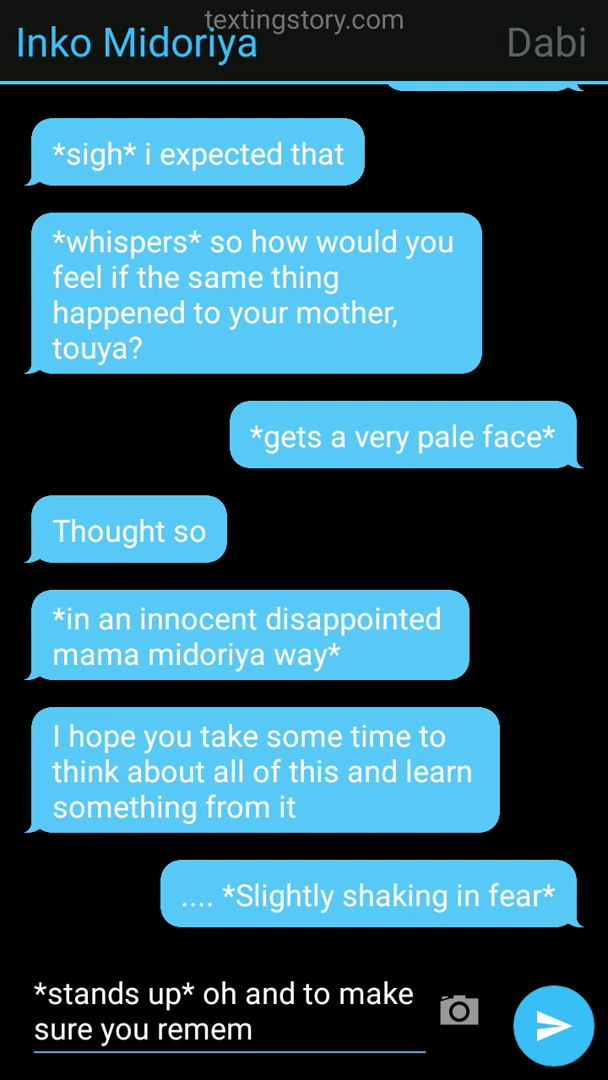 textingstory.com
Inko Midoriya
Dabi
*sigh* i expected that
*whispers* so how would you
feel if the same thing
happened to your mother,
touya?
*gets a very pale face*
Thought so
*in an innocent disappointed
mama midoriya way*
I hope you take some time to
think about all of this and learn
something from it
.... *Slightly shaking in fear*
*stands up* oh and to make
sure you remem